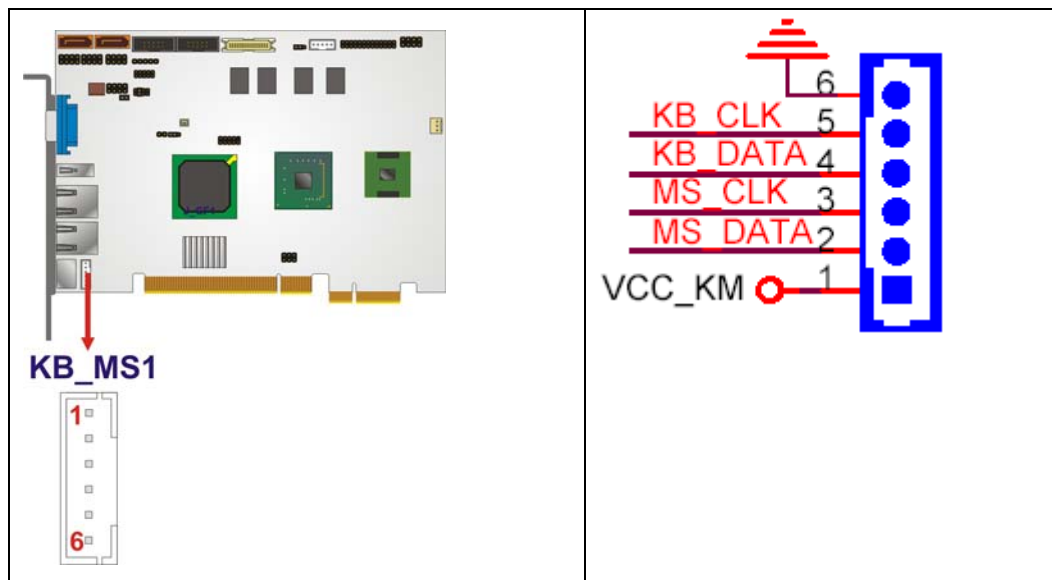 KB_MS1
1
6
6
KB_CLK 5
KB_DATA 4
MS_CLK 3
MS_DATA 2
VCC_KM 1